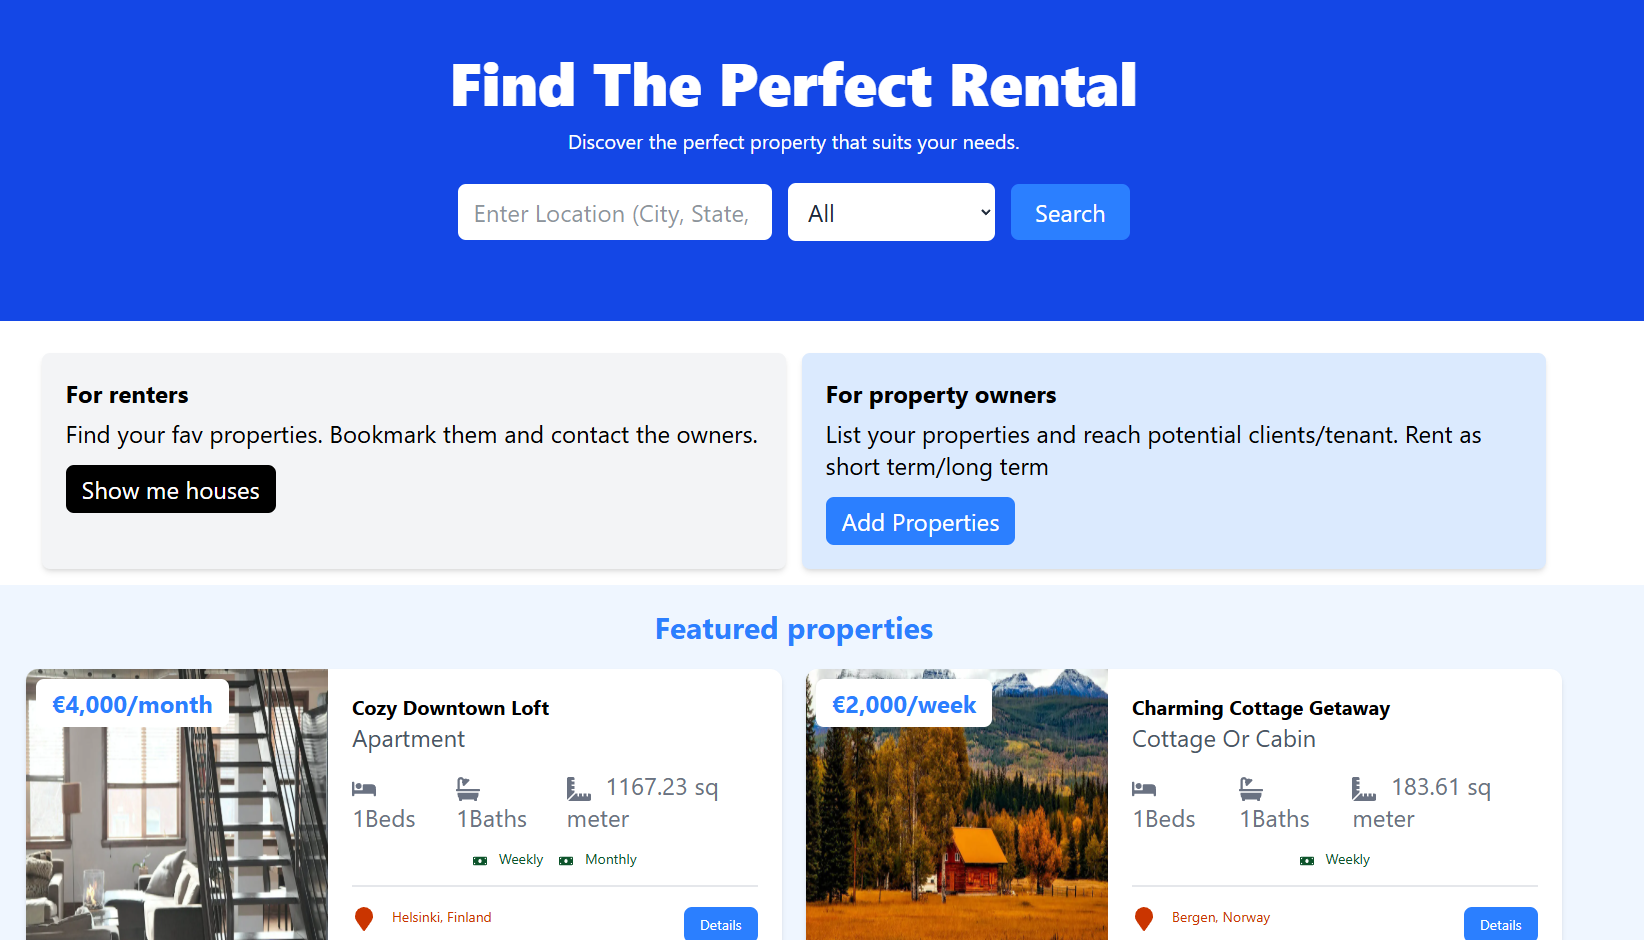 Find The Perfect Rental
Discover the perfect property that suits your needs.
Enter Location (City, State,
All
Search
For renters
Find your fav properties. Bookmark them and contact the owners.
Show me houses
For property owners
List your properties and reach potential clients/tenant. Rent as
short term/long term
Add Properties
Featured properties
€4,000/month
Cozy Downtown Loft
Apartment
1Beds
1Baths
1167.23 sq
meter
Weekly
Monthly
Helsinki, Finland
Details
€2,000/week
Charming Cottage Getaway
Cottage Or Cabin
1Beds
1Baths
183.61 sq
meter
Weekly
Bergen, Norway
Details